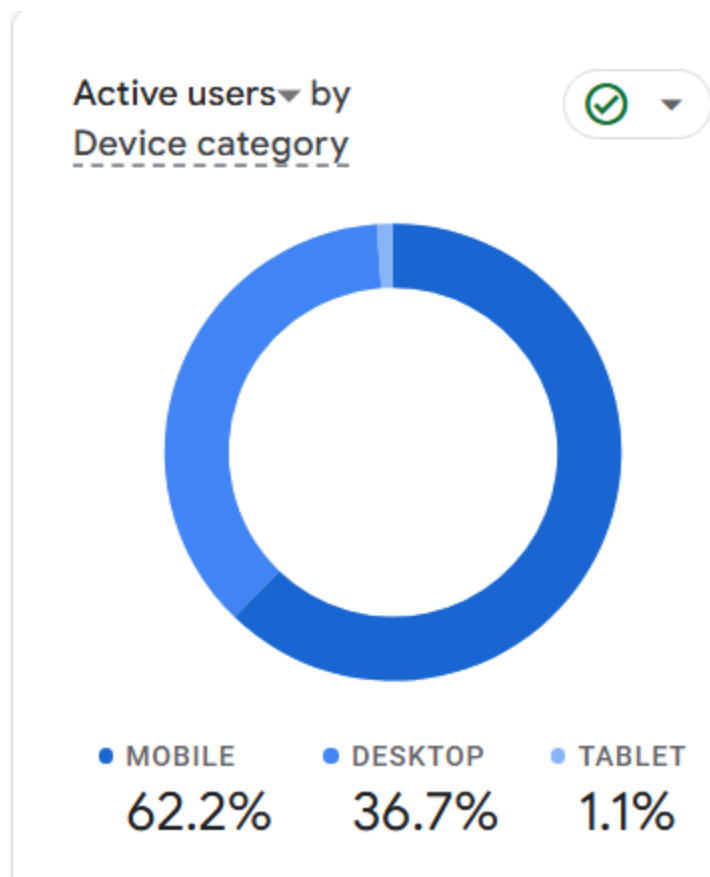 Active users by
Device category
MOBILE DESKTOP TABLET
62.2% 36.7% 1.1%